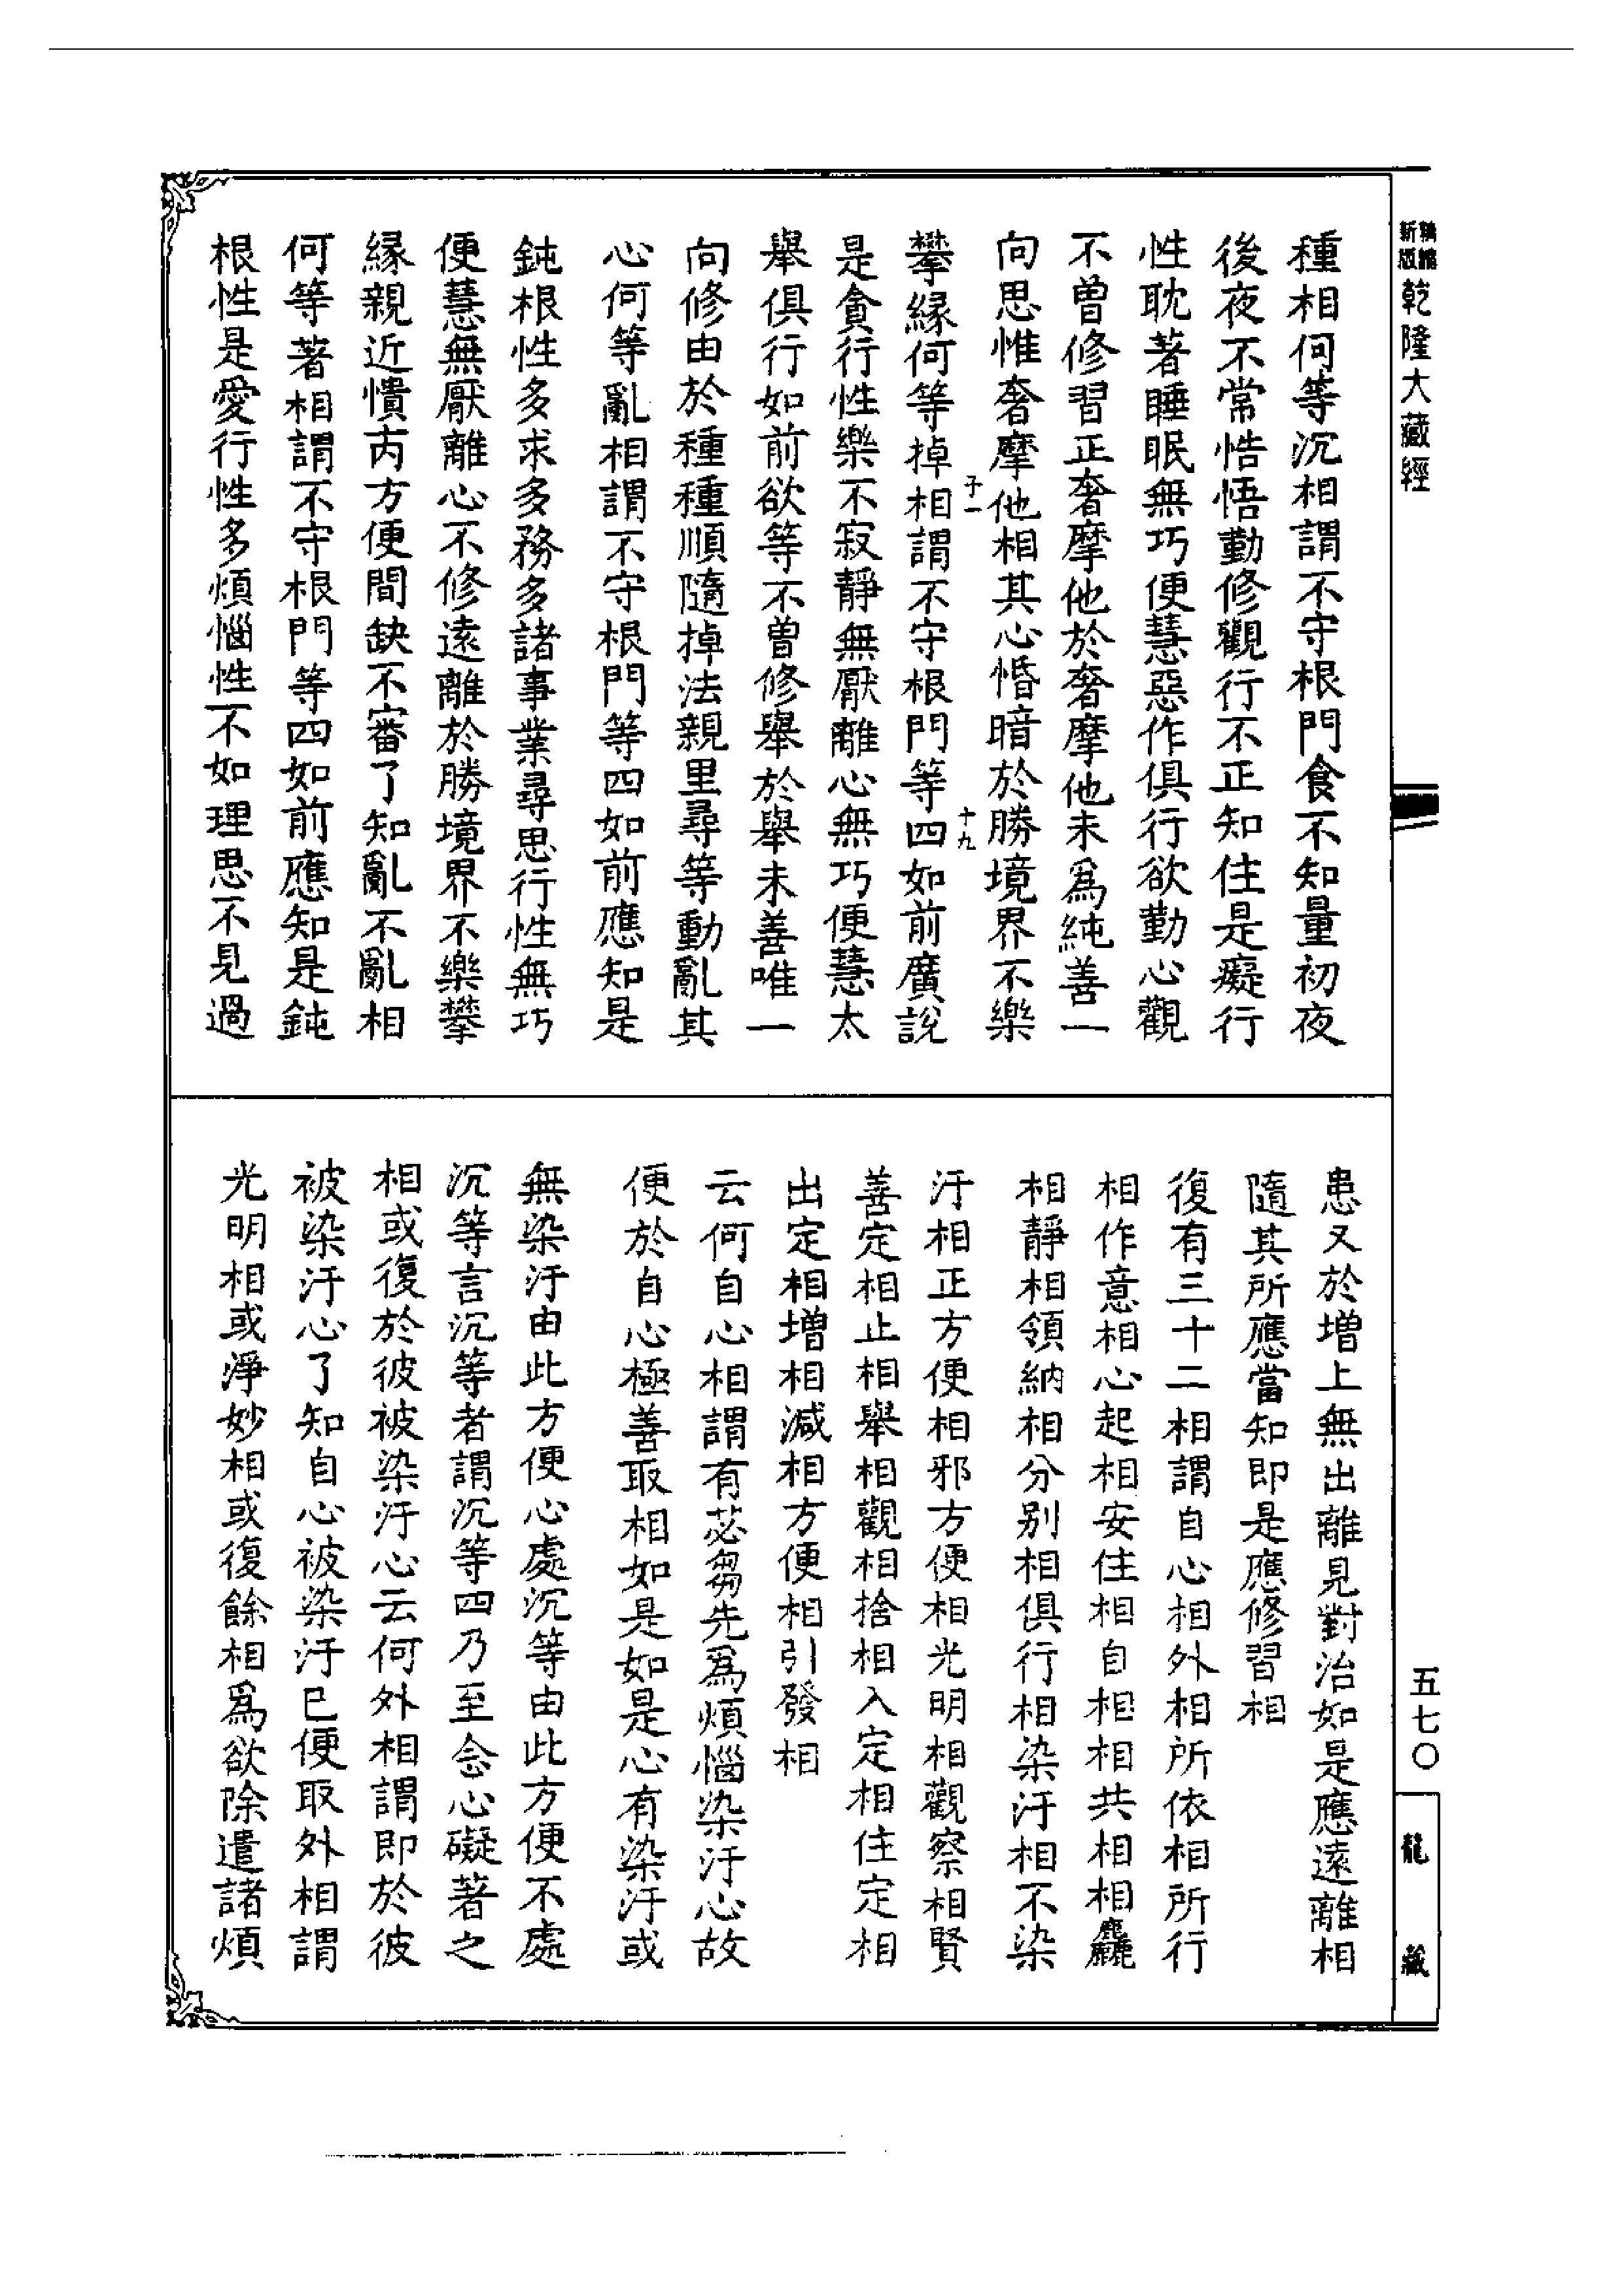 新版精編
乾隆大藏經
種相何等沉相謂不守根門食不知量初夜
後夜不常悎悟勤修觀行不正知住是癡行
性耽著睡眠無巧便慧惡作俱行欲勤心觀
不曾修習正奢摩他於奢摩他未爲純善一
向思惟奢摩他相其心惛暗於勝境界不樂
子一
十九
攀緣何等掉相謂不守根門等四如前廣說
是貪行性樂不寂靜無厭離心無巧便慧太
舉俱行如前欲等不曾修舉於舉未善唯一
向修由於種種順隨掉法親里尋等動亂其
心何等亂相謂不守根門等四如前應知是
鈍根性多求多務多諸事業尋思行性無巧
便慧無厭離心不修遠離於勝境界不樂攀
緣親近憒丙方便間缺不審了知亂不亂相
何等著相謂不守根門等四如前應知是鈍
根性是愛行性多煩惱性不如理思不見過
患又於增上無出離見對治如是應遠離相
隨其所應當知即是應修習相
復有三十二相謂自心相外相所依相所行
相作意相心起相安住相自相相共相相麤
相靜相領納相分別相俱行相染汙相不染
汙相正方便相邪方便相光明相觀察相賢
善定相止相舉相觀相捨相入定相住定相
出定相增相減相方便相引發相
云何自心相謂有苾芻先爲煩惱染汙心故
便於自心極善取相如是如是心有染汙或
無染汙由此方便心處沉等由此方便不處
沉等言沉等者謂沉等四乃至令心礙著之
相或復於彼被染汙心云何外相謂即於彼
被染汙心了知自心被染汙已便取外相謂
光明相或淨妙相或復餘相爲欲除遣諸煩
五七〇
龍藏